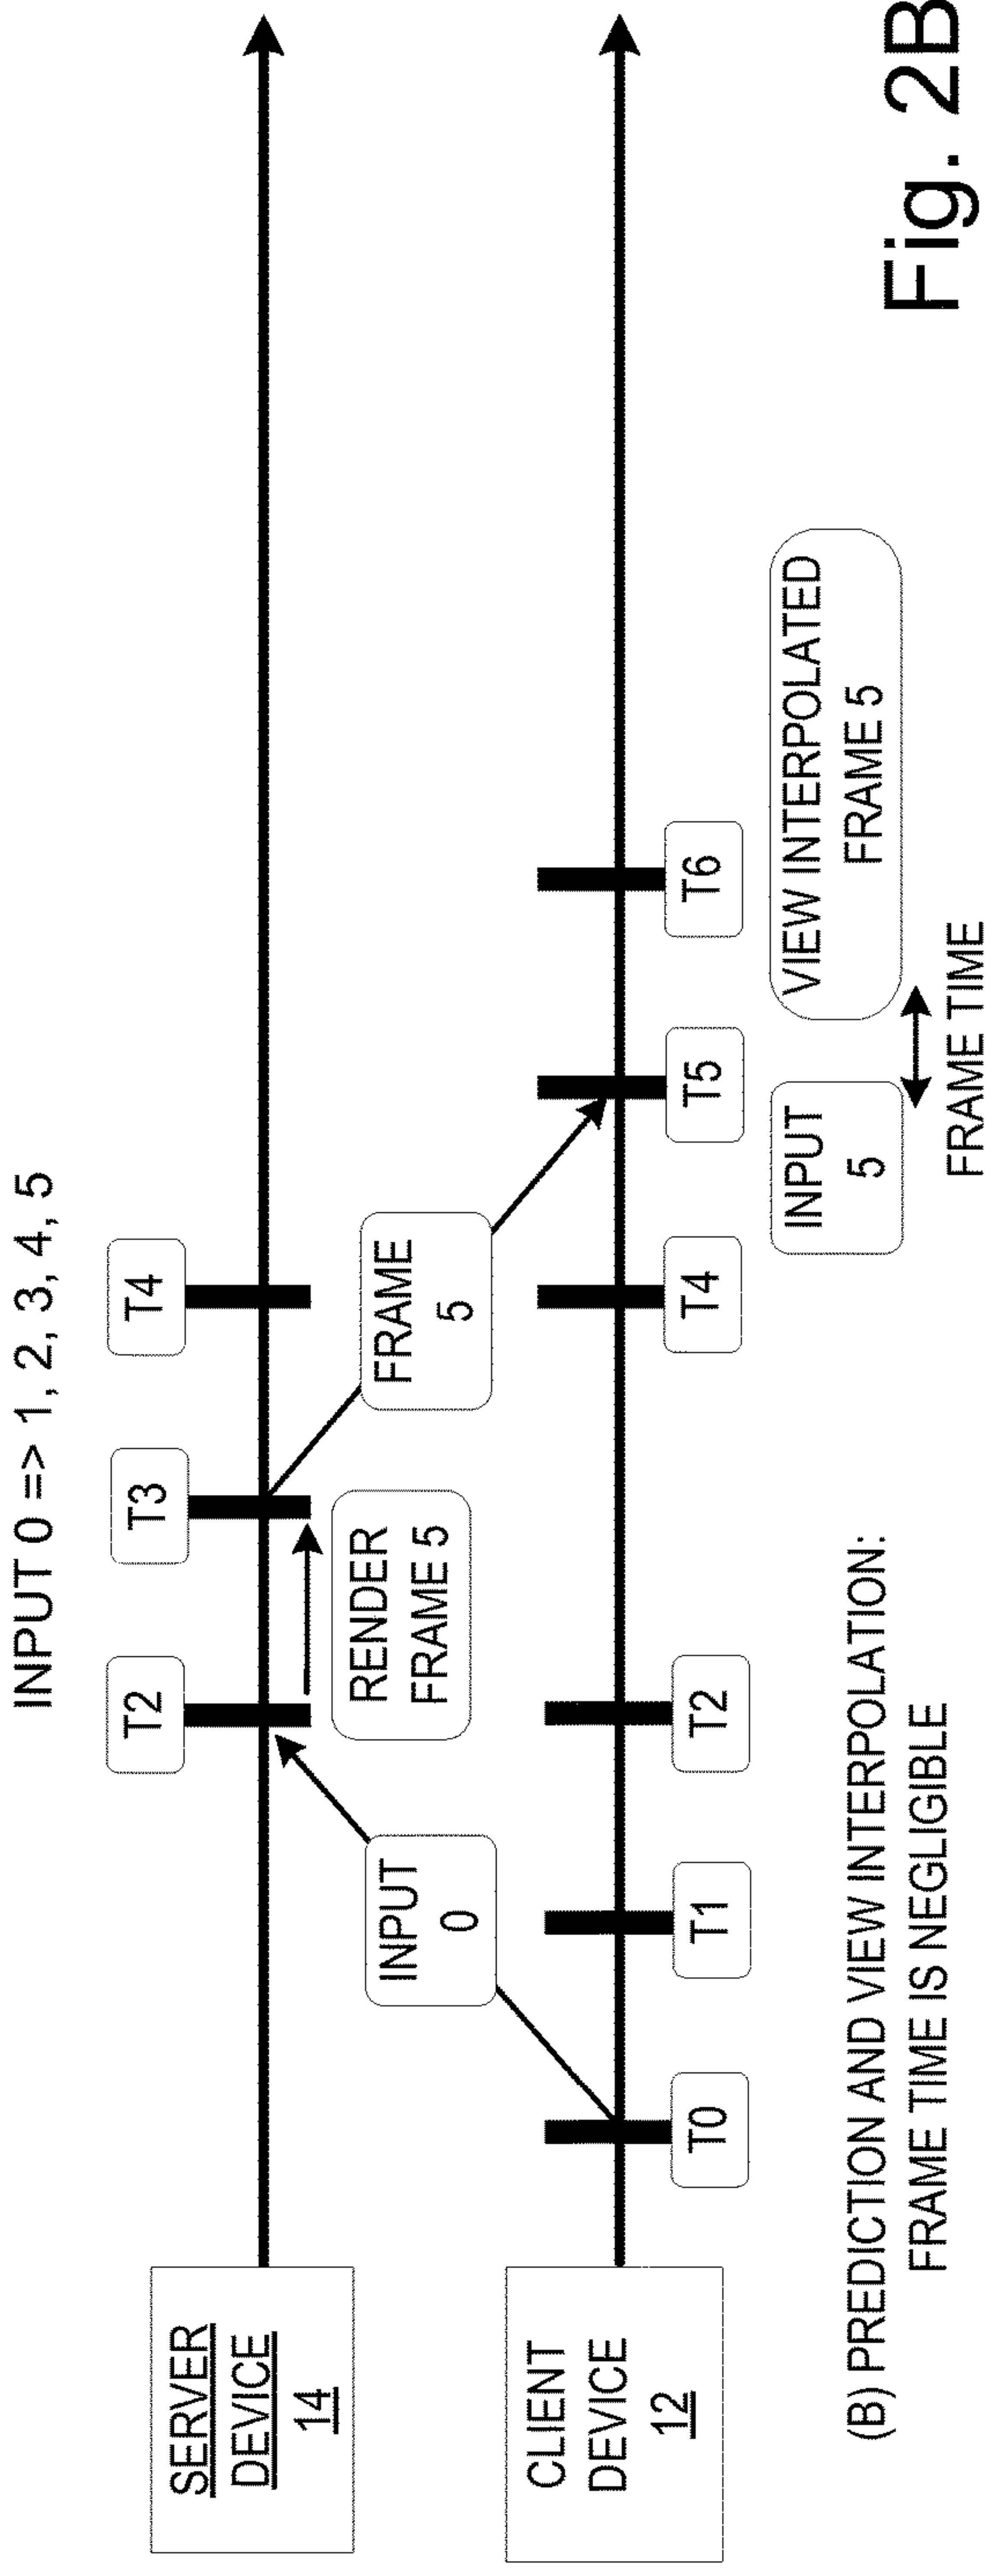 INPUT 0 => 1, 2, 3, 4, 5
T2
T3
T4
SERVER
DEVICE
14
RENDER
FRAME 5
INPUT
0
FRAME
5
CLIENT
DEVICE
12
T0
T1
T2
T4
T5
T6
INPUT
5
VIEW INTERPOLATED
FRAME 5
FRAME TIME
(B) PREDICTION AND VIEW INTERPOLATION:
FRAME TIME IS NEGLIGIBLE
Fig. 2B